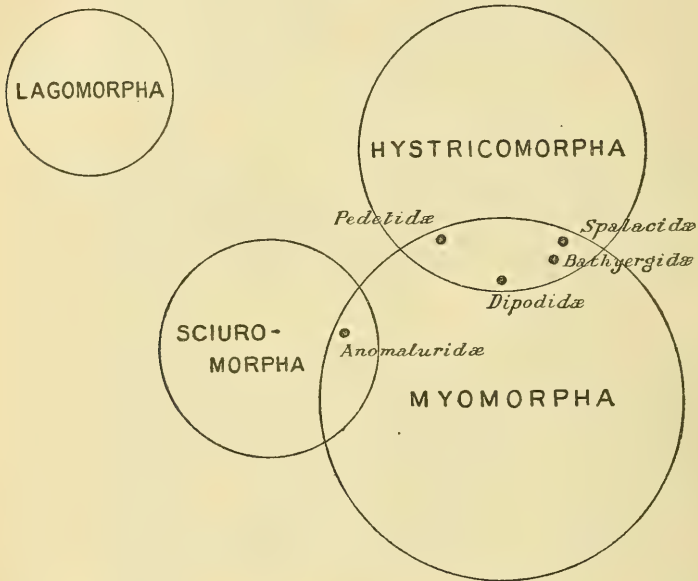 LAGOMORPHA
HYSTRICOMORPHA
Pedetidæ
Spalacidæ
Bathyergidæ
Dipodidæ
SCIURO-
MORPHA
Anomaluridæ
MYOMORPHA